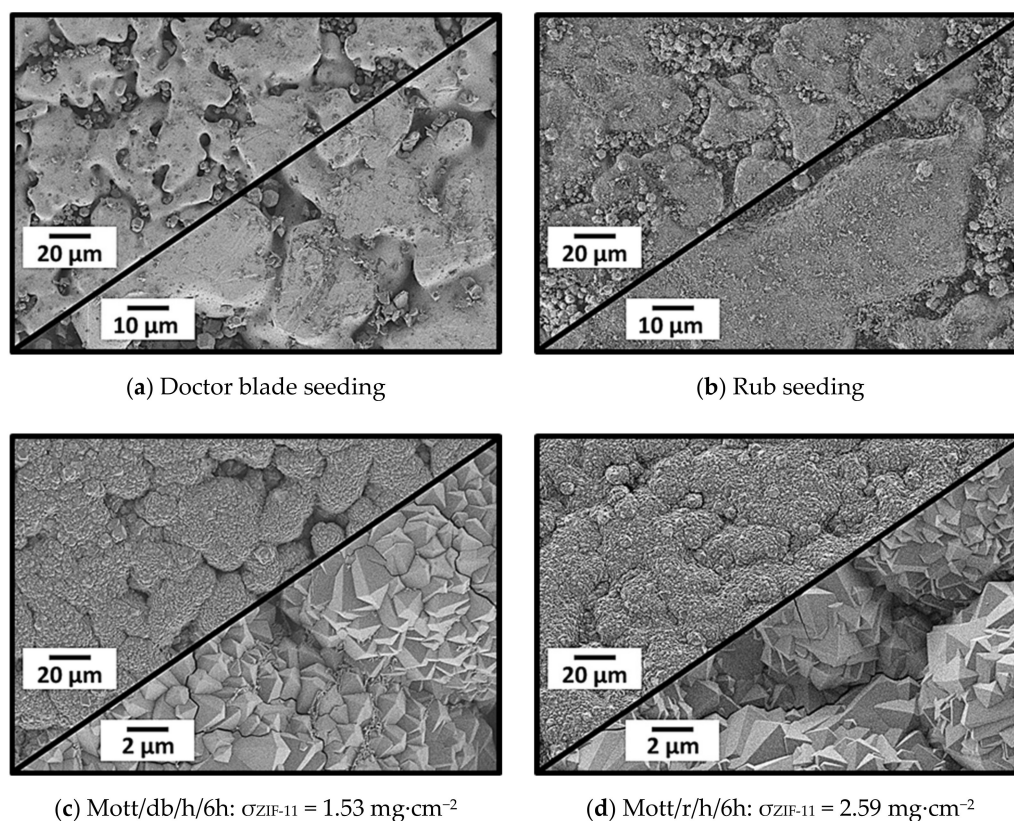 20 µm
10 µm
20 µm
10 µm
(a) Doctor blade seeding
(b) Rub seeding
20 µm
2 µm
20 µm
2 µm
(c) Mott/db/h/6h: σZIF-11 = 1.53 mg·cm⁻²
(d) Mott/r/h/6h: σZIF-11 = 2.59 mg·cm⁻²